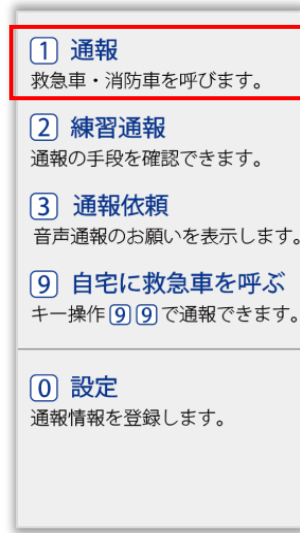 1 通報
救急車・消防車を呼びます。
2 練習通報
通報の手段を確認できます。
3 通報依頼
音声通報のお願いを表示します。
9 自宅に救急車を呼ぶ
キー操作99で通報できます。
0 設定
通報情報を登録します。